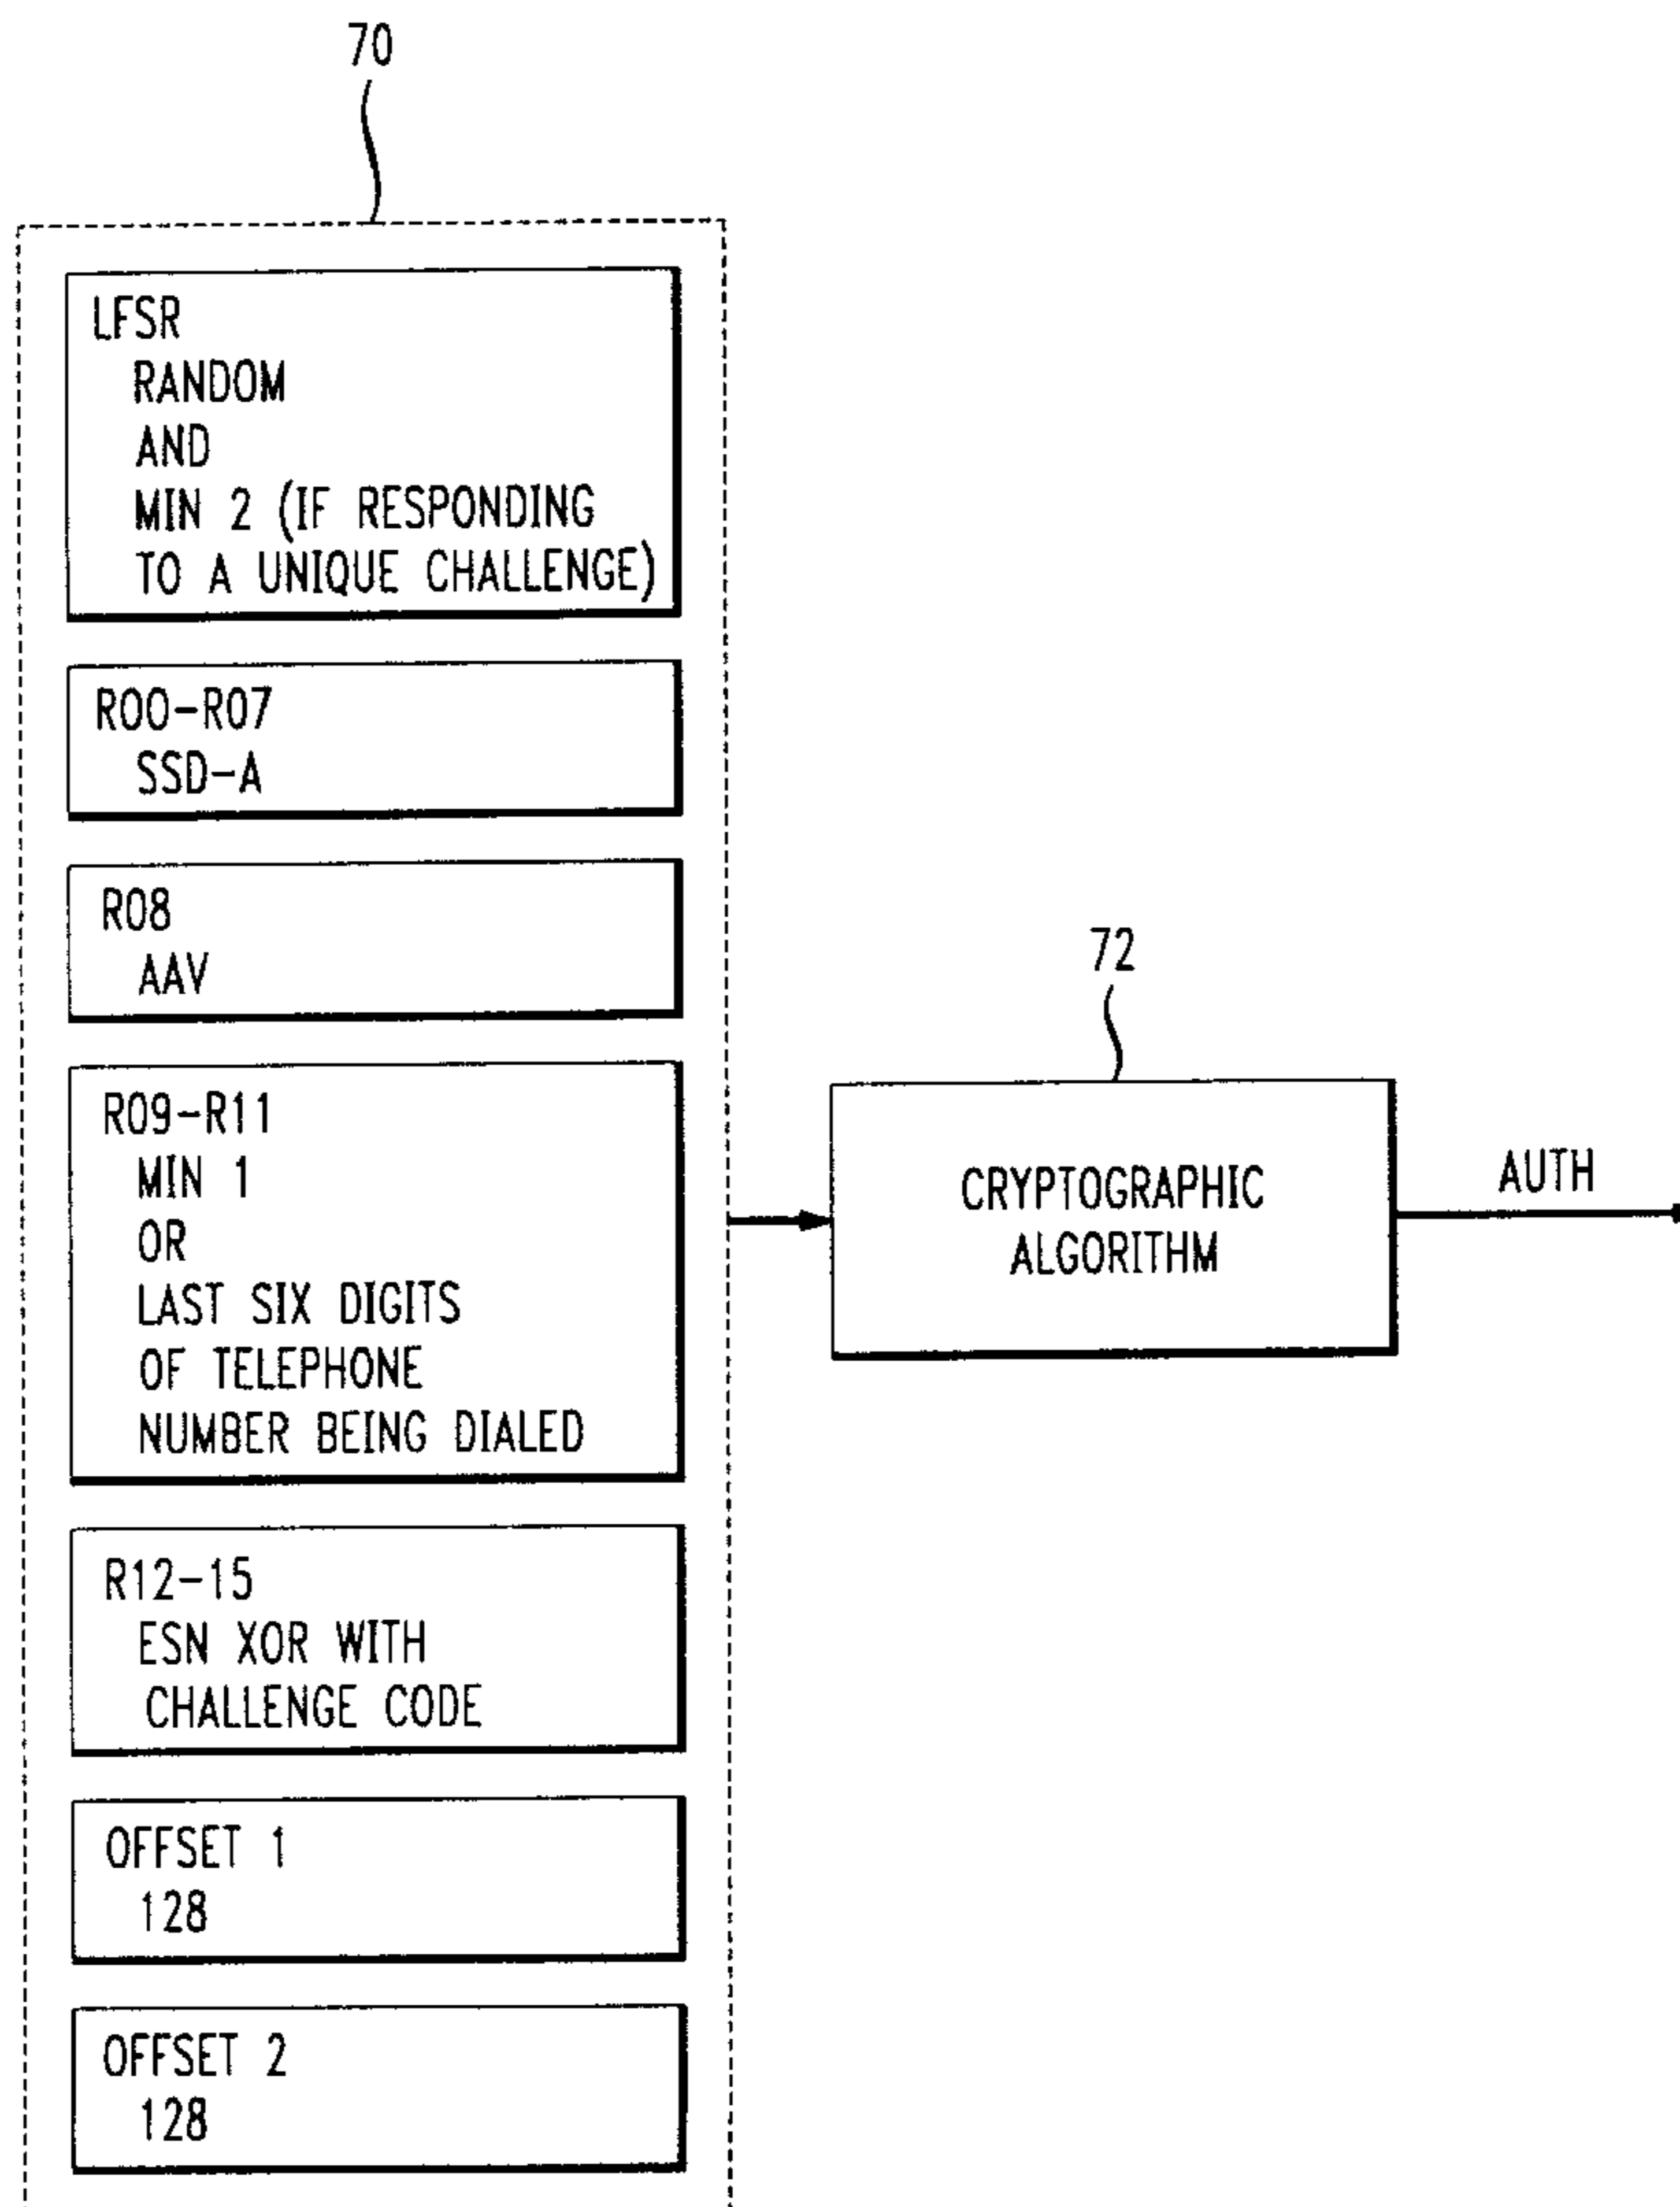 70
LFSR
RANDOM
AND
MIN 2 (IF RESPONDING
TO A UNIQUE CHALLENGE)
R00-R07
SSD-A
R08
AAV
R09-R11
MIN 1
OR
LAST SIX DIGITS
OF TELEPHONE
NUMBER BEING DIALED
R12-15
ESN XOR WITH
CHALLENGE CODE
OFFSET 1
128
OFFSET 2
128
72
CRYPTOGRAPHIC
ALGORITHM
AUTH